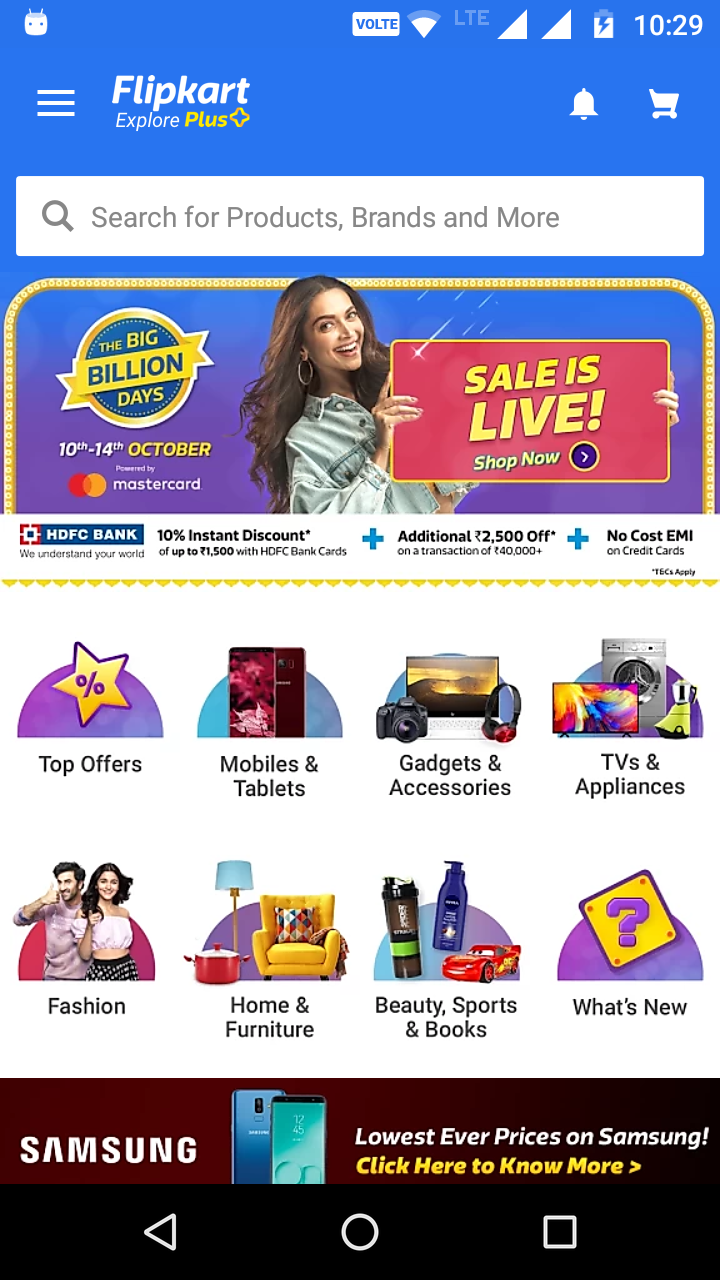 VOLTE LTE 10:29
Flipkart
Explore Plus
Search for Products, Brands and More
THE BIG
BILLION
DAYS
10th-14th OCTOBER
Powered by
mastercard
SALE IS
LIVE!
Shop Now
HDFC BANK
We understand your world
10% Instant Discount*
of up to ₹1,500 with HDFC Bank Cards
Additional ₹2,500 Off*
on a transaction of ₹40,000+
No Cost EMI
on Credit Cards
*T&Cs Apply
%
Top Offers
Mobiles &
Tablets
Gadgets &
Accessories
TVs &
Appliances
Fashion
Home &
Furniture
NIVEA
Beauty, Sports
& Books
?
What's New
SAMSUNG
12
45
Lowest Ever Prices on Samsung!
Click Here to Know More >